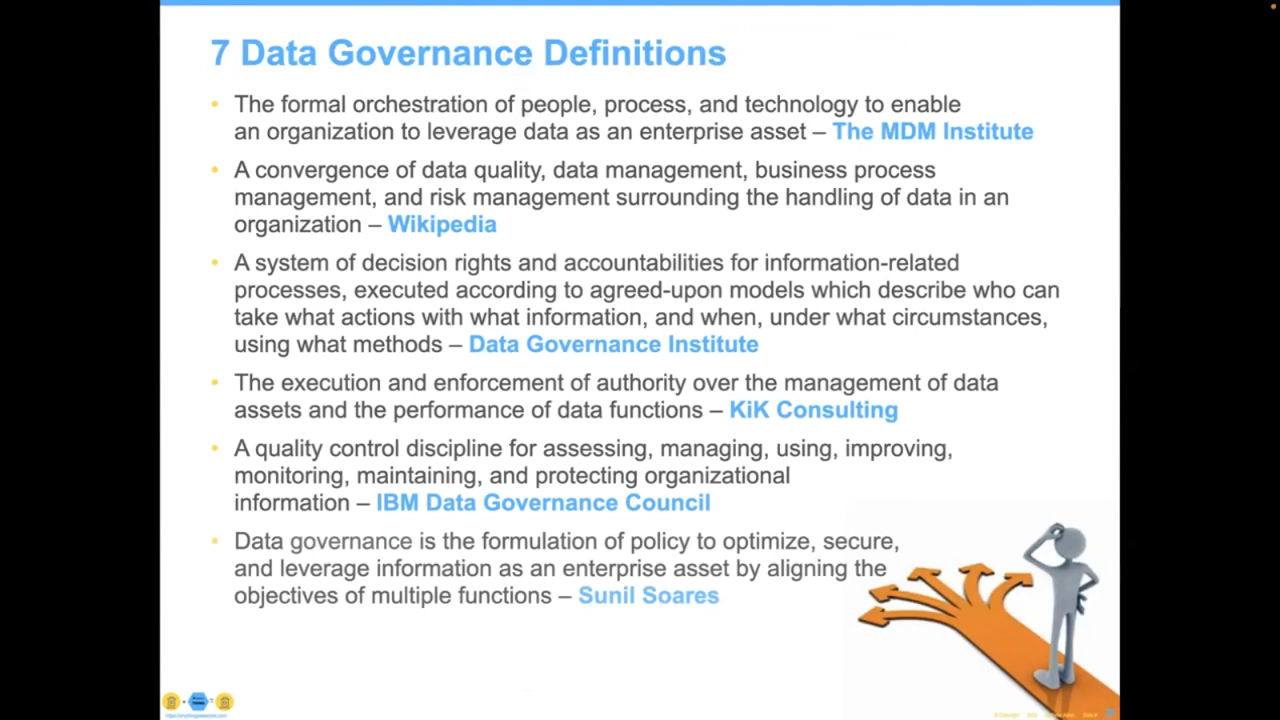 7 Data Governance Definitions
• The formal orchestration of people, process, and technology to enable
an organization to leverage data as an enterprise asset – The MDM Institute
• A convergence of data quality, data management, business process
management, and risk management surrounding the handling of data in an
organization – Wikipedia
• A system of decision rights and accountabilities for information-related
processes, executed according to agreed-upon models which describe who can
take what actions with what information, and when, under what circumstances,
using what methods – Data Governance Institute
• The execution and enforcement of authority over the management of data
assets and the performance of data functions – KiK Consulting
• A quality control discipline for assessing, managing, using, improving,
monitoring, maintaining, and protecting organizational
information – IBM Data Governance Council
• Data governance is the formulation of policy to optimize, secure,
and leverage information as an enterprise asset by aligning the
objectives of multiple functions – Sunil Soares